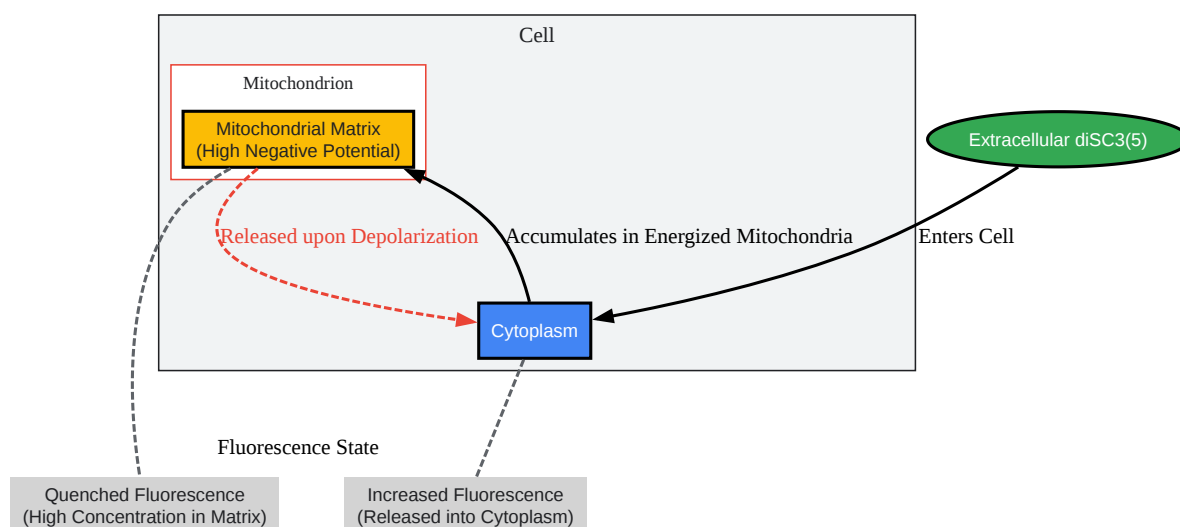 Cell
Mitochondrion
Mitochondrial Matrix
(High Negative Potential)
Extracellular diSC3(5)
Released upon Depolarization
Accumulates in Energized Mitochondria
Enters Cell
Cytoplasm
Fluorescence State
Quenched Fluorescence
(High Concentration in Matrix)
Increased Fluorescence
(Released into Cytoplasm)